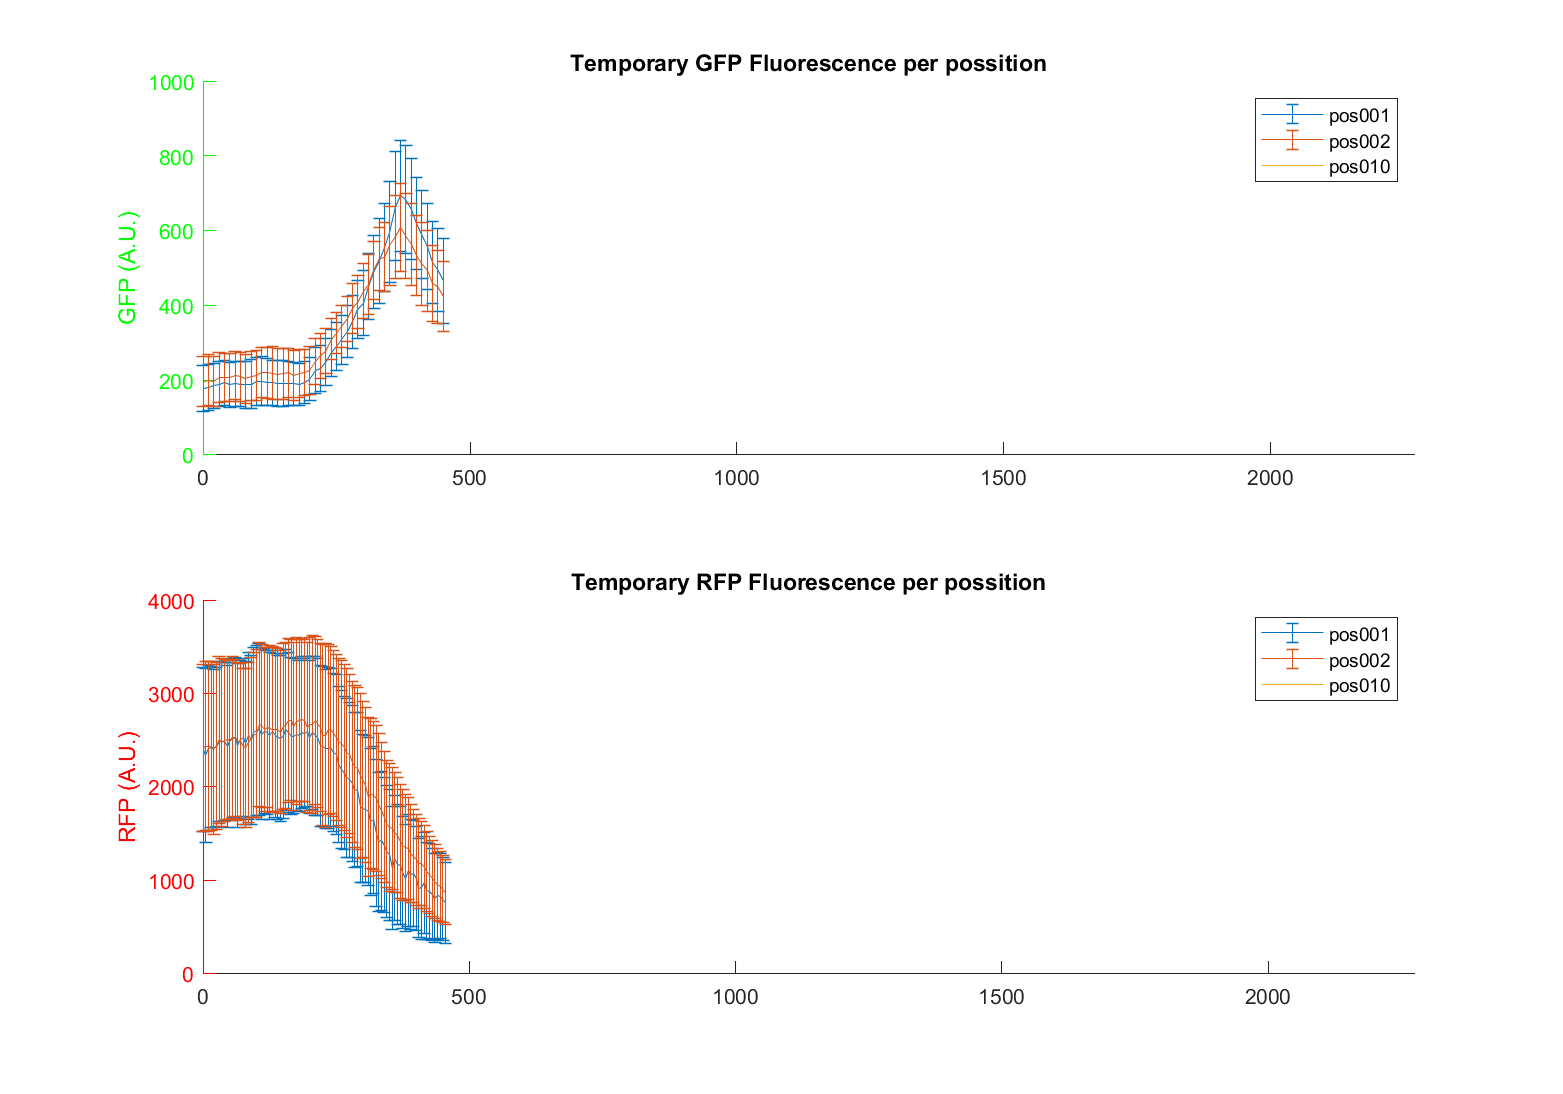 Temporary GFP Fluorescence per possition
1000
800
600
400
200
0
GFP (A.U.)
pos001
pos002
pos010
0 500 1000 1500 2000
Temporary RFP Fluorescence per possition
4000
3000
2000
1000
0
RFP (A.U.)
pos001
pos002
pos010
0 500 1000 1500 2000